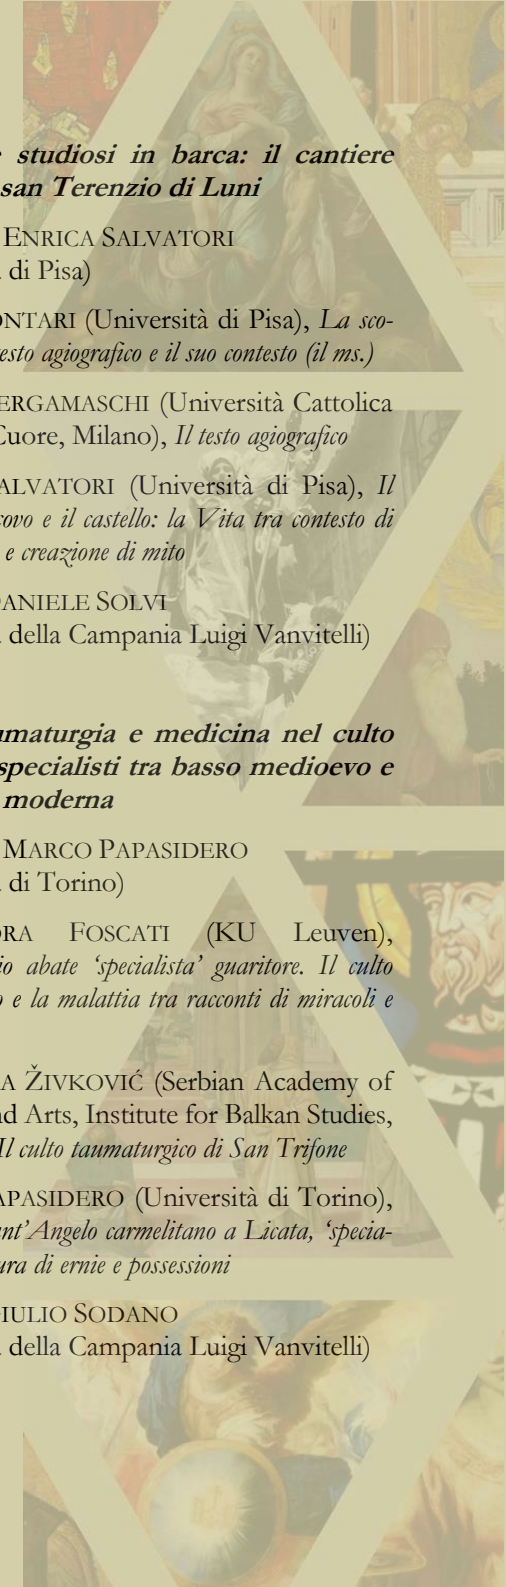 studiosi in barca: il cantiere
san Terenzio di Luni
ENRICA SALVATORI
di Pisa)
ONTARI (Università di Pisa), La sco-
testo agiografico e il suo contesto (il ms.)
ERGAMASCHI (Università Cattolica
Cuore, Milano), Il testo agiografico
ALVATORI (Università di Pisa), Il
covo e il castello: la Vita tra contesto di
e creazione di mito
DANIELE SOLVI
della Campania Luigi Vanvitelli)
umaturgia e medicina nel culto
specialisti tra basso medioevo e
moderna
MARCO PAPASIDERO
di Torino)
ORA FOSCATI (KU Leuven),
io abate ‘specialista’ guaritore. Il culto
o e la malattia tra racconti di miracoli e
A ŽIVKOVIĆ (Serbian Academy of
nd Arts, Institute for Balkan Studies,
Il culto taumaturgico di San Trifone
APASIDERO (Università di Torino),
ant’Angelo carmelitano a Licata, ‘specia-
ura di ernie e possessioni
GIULIO SODANO
della Campania Luigi Vanvitelli)